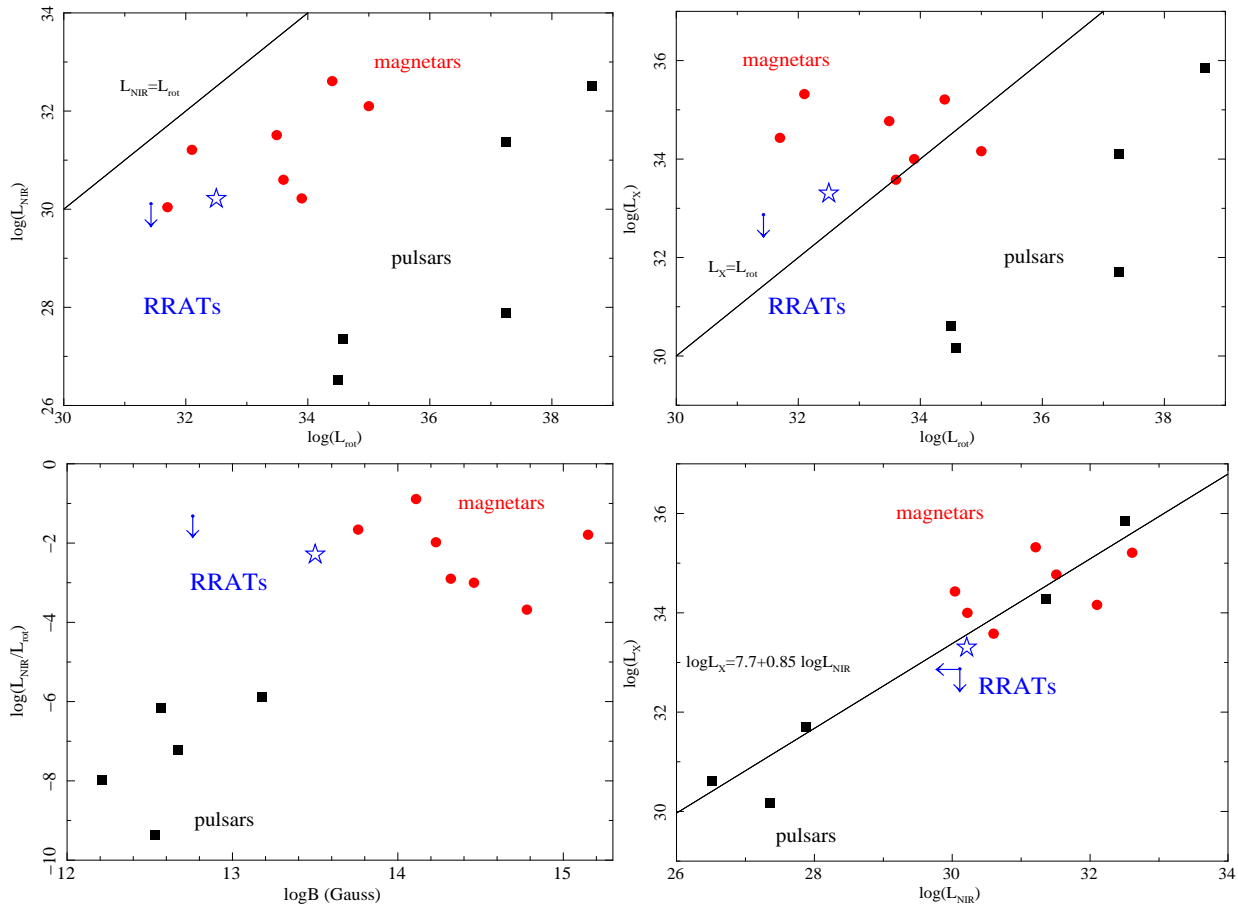 magnetars
L_NIR=L_rot
pulsars
RRATs
log(L_NIR)
26 28 30 32 34
30 32 34 36 38
log(L_rot)
magnetars
pulsars
L_X=L_rot
RRATs
log(L_X)
30 32 34 36
30 32 34 36 38
log(L_rot)
magnetars
RRATs
pulsars
log(L_NIR/L_rot)
−10 −8 −6 −4 −2 0
12 13 14 15
logB (Gauss)
magnetars
logL_X=7.7+0.85 logL_NIR
RRATs
pulsars
log(L_X)
30 32 34 36
26 28 30 32 34
log(L_NIR)